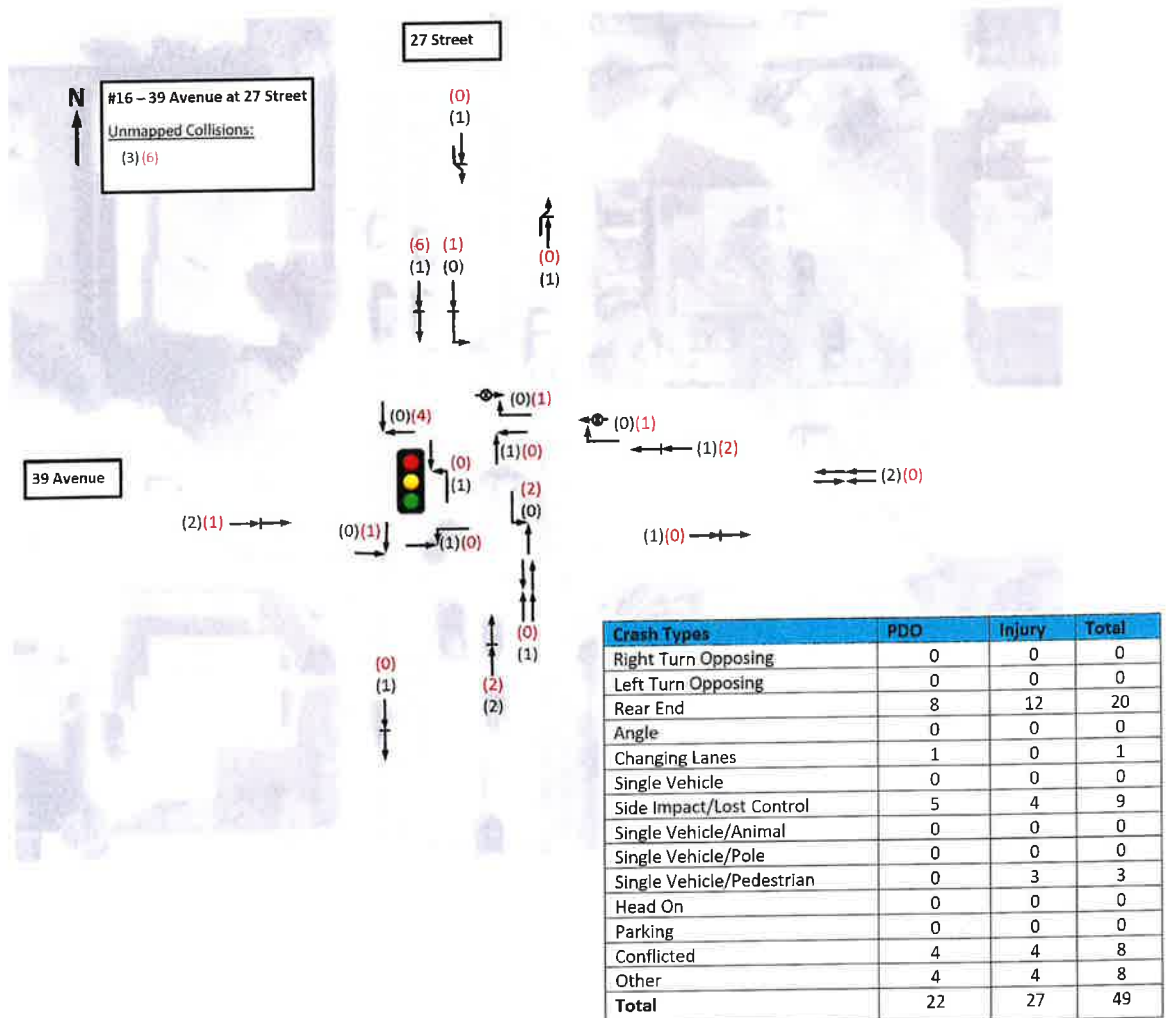 27 Street
N
#16 – 39 Avenue at 27 Street
Unmapped Collisions:
(3)(6)
(0)
(1)
(6) (1)
(1) (0)
(0)
(1)
(0)(4)
(0)(1)
(0)(1)
(1)(0)
(1)(2)
39 Avenue
(0)
(1)
(2)(0)
(2)
(0)
(2)(1)
(0)(1)
(1)(0)
(1)(0)
(0)
(1)
(0)
(1)
(2)
(2)
Crash Types PDO Injury Total
Right Turn Opposing 0 0 0
Left Turn Opposing 0 0 0
Rear End 8 12 20
Angle 0 0 0
Changing Lanes 1 0 1
Single Vehicle 0 0 0
Side Impact/Lost Control 5 4 9
Single Vehicle/Animal 0 0 0
Single Vehicle/Pole 0 0 0
Single Vehicle/Pedestrian 0 3 3
Head On 0 0 0
Parking 0 0 0
Conflicted 4 4 8
Other 4 4 8
Total 22 27 49